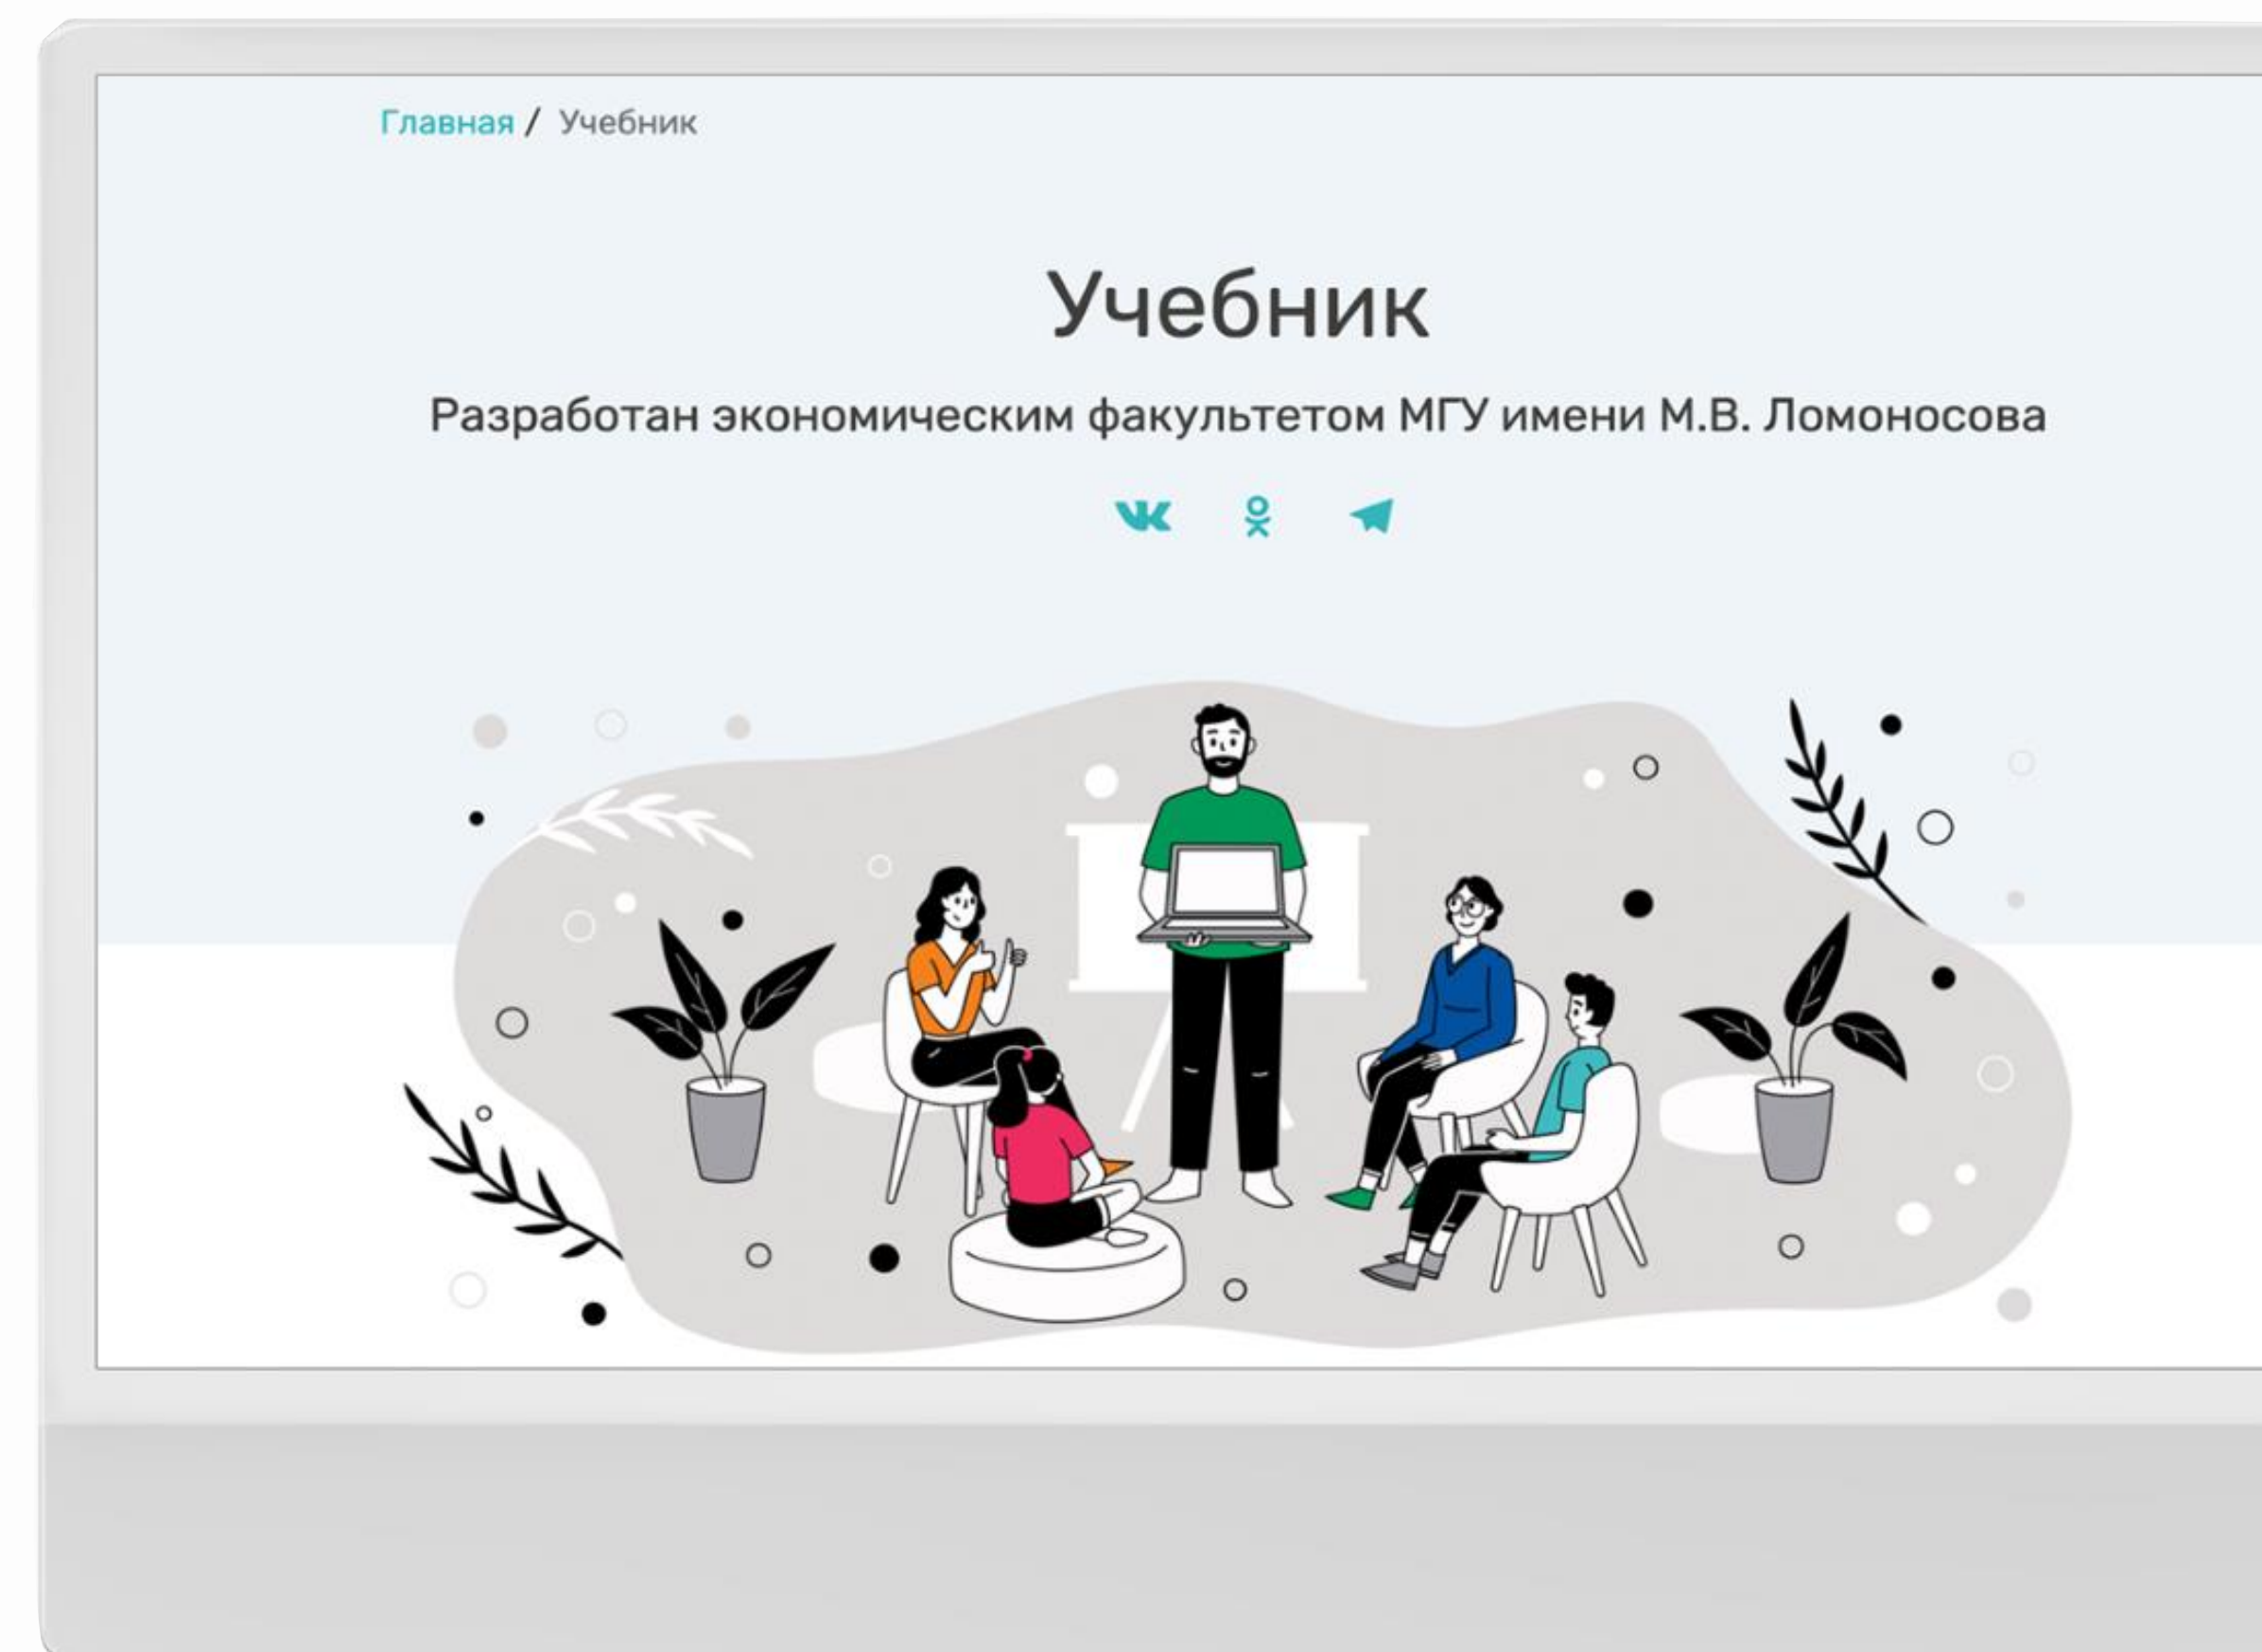 Главная / Учебник
Учебник
Разработан экономическим факультетом МГУ имени М.В. Ломоносова